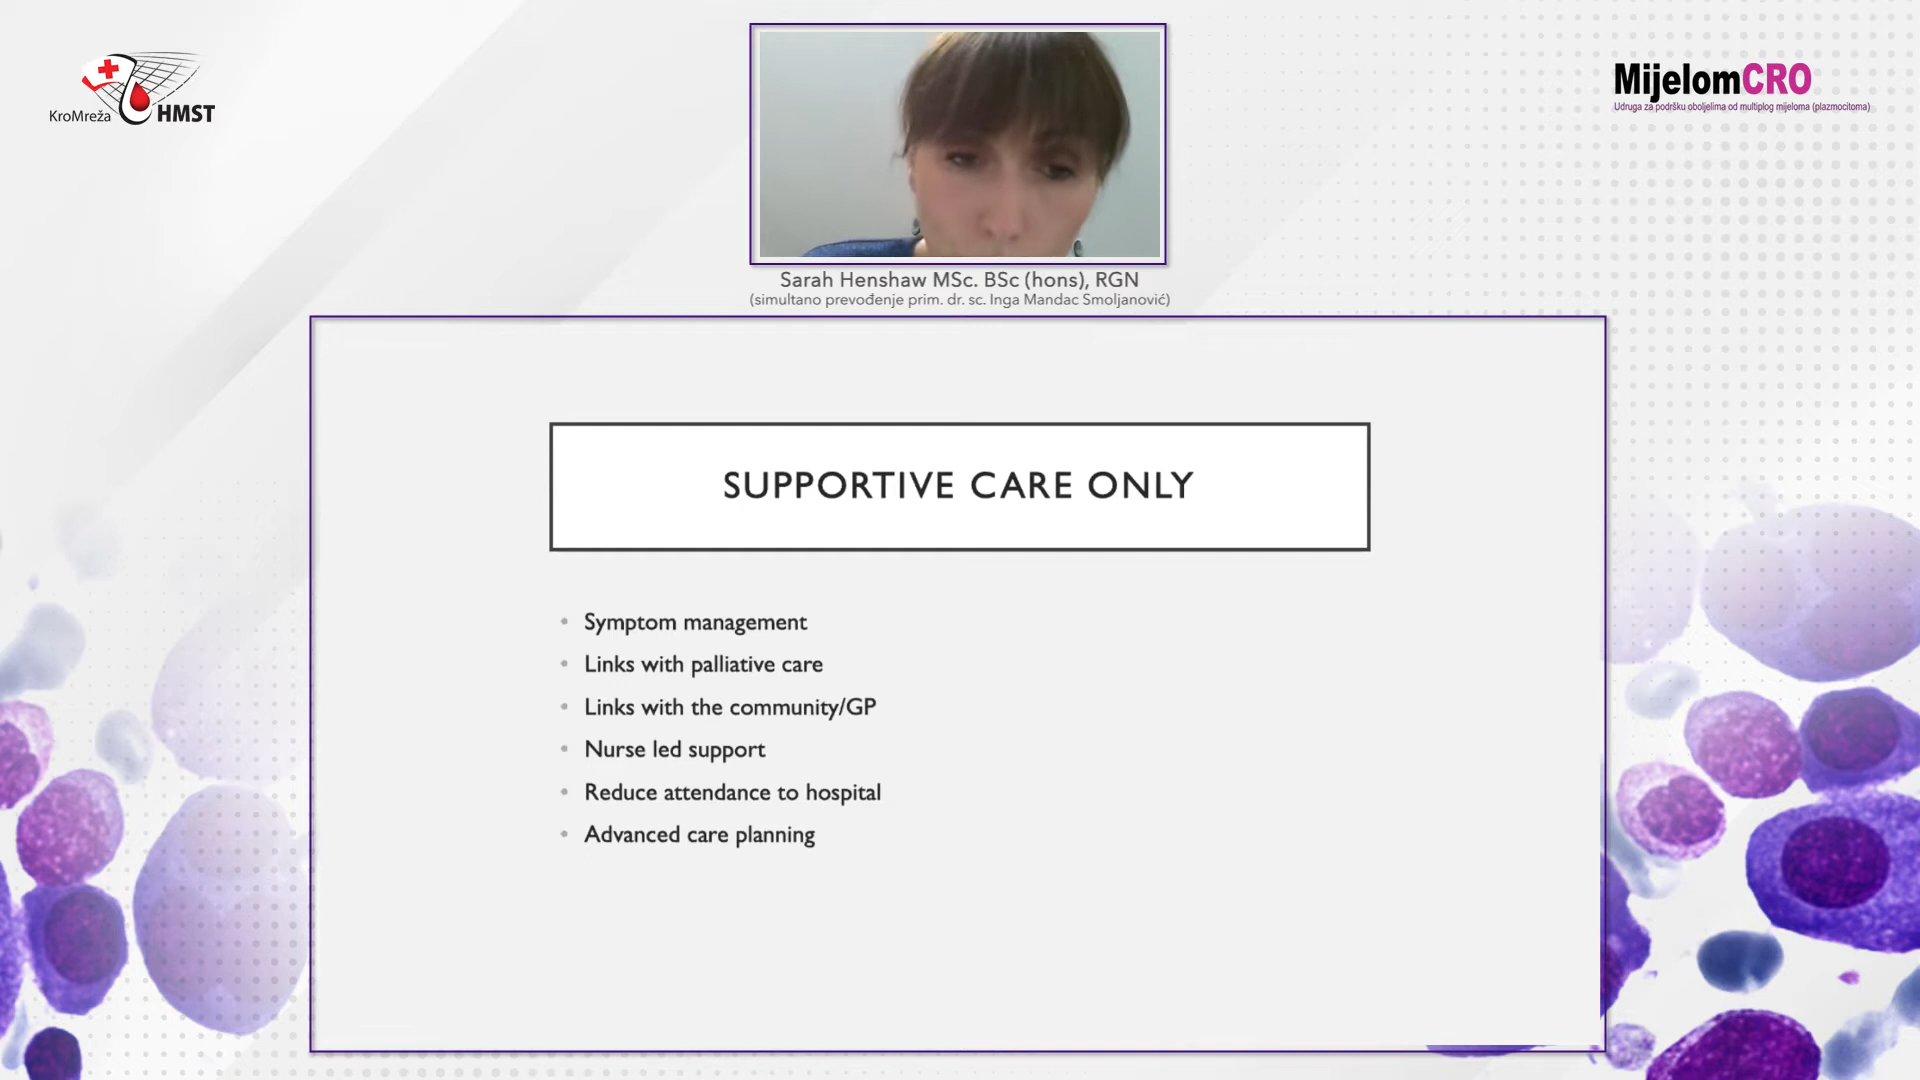 KroMreža HMST
MijelomCRO
Udruga za podršku oboljelima od multiplog mijeloma (plazmocitoma)
Sarah Henshaw MSc. BSc (hons), RGN
(simultano prevođenje prim. dr. sc. Inga Mandac Smoljanović)
SUPPORTIVE CARE ONLY
• Symptom management
• Links with palliative care
• Links with the community/GP
• Nurse led support
• Reduce attendance to hospital
• Advanced care planning